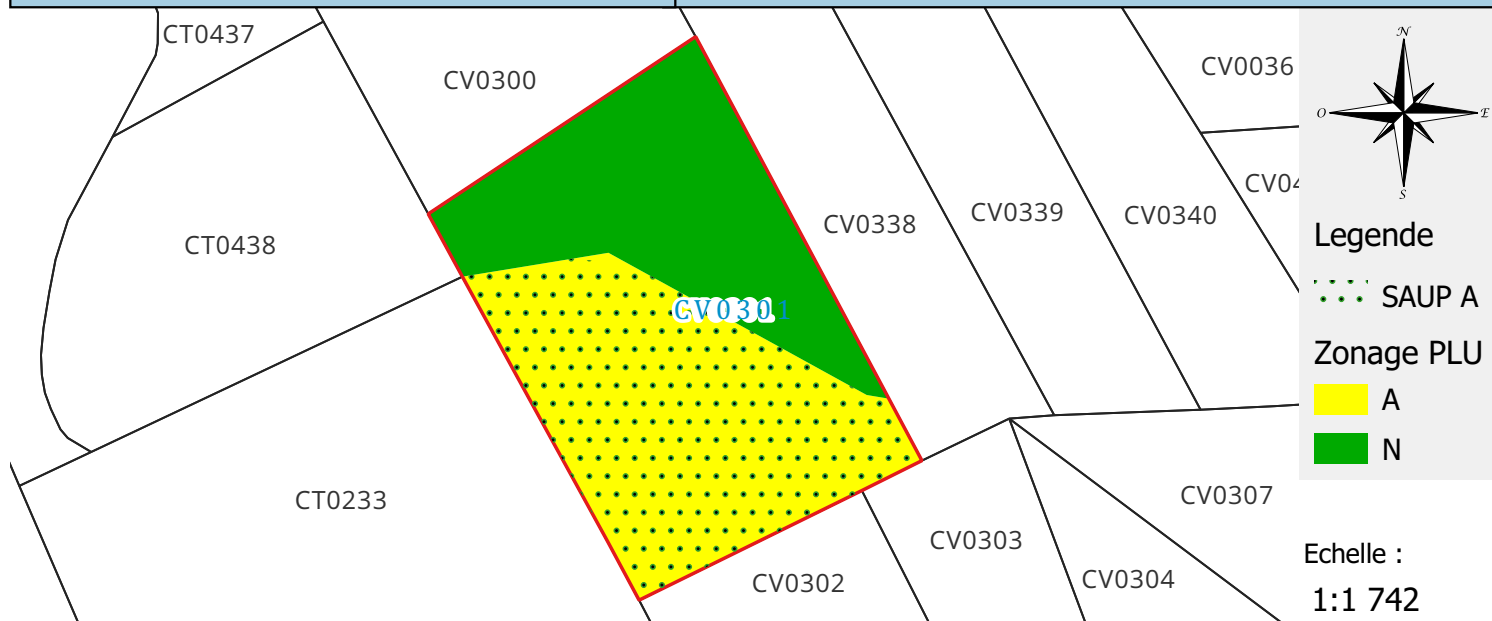 CT0437
CV0300
CV0036
N
O
E
S
CV04
CV0338
CV0339
CV0340
CT0438
Legende
SAUP A
CV0301
Zonage PLU
A
N
CT0233
CV0307
CV0303
CV0302
CV0304
Echelle :
1:1 742